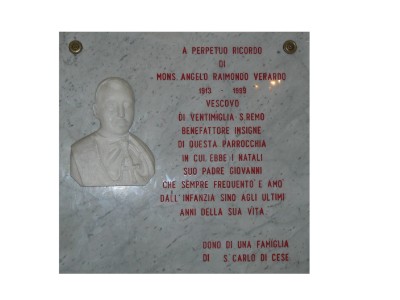 A PERPETUO RICORDO
DI
MONS. ANGELO RAIMONDO VERARDO
1913 - 1999
VESCOVO
DI VENTIMIGLIA S.REMO
BENEFATTORE INSIGNE
DI QUESTA PARROCCHIA
IN CUI EBBE I NATALI
SUO PADRE GIOVANNI
CHE SEMPRE FREQUENTO' E AMO'
DALL'INFANZIA SINO AGLI ULTIMI
ANNI DELLA SUA VITA
DONO DI UNA FAMIGLIA
DI S. CARLO DI CESE